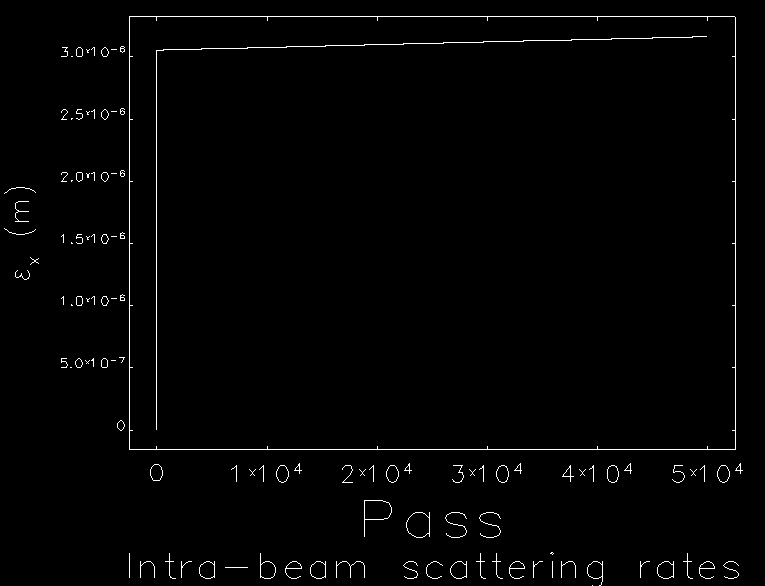 3.0×10⁻⁶
2.5×10⁻⁶
2.0×10⁻⁶
1.5×10⁻⁶
1.0×10⁻⁶
5.0×10⁻⁷
0
εₓ (m)
0 1×10⁴ 2×10⁴ 3×10⁴ 4×10⁴ 5×10⁴
Pass
Intra-beam scattering rates